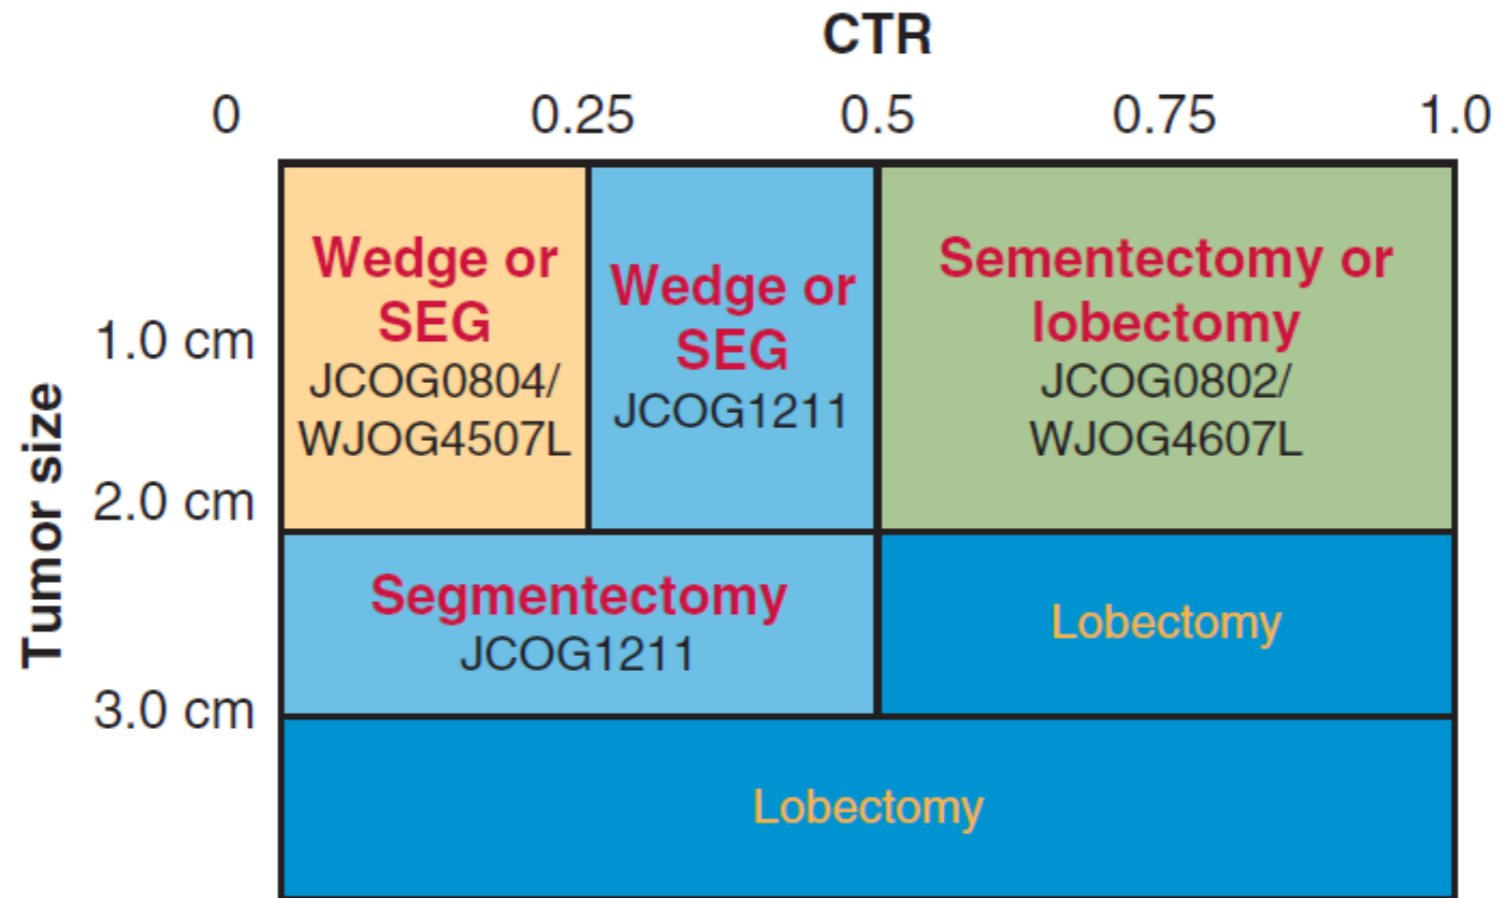 CTR
0 0.25 0.5 0.75 1.0
Tumor size
1.0 cm
2.0 cm
3.0 cm
Wedge or
SEG
JCOG0804/
WJOG4507L
Wedge or
SEG
JCOG1211
Sementectomy or
lobectomy
JCOG0802/
WJOG4607L
Segmentectomy
JCOG1211
Lobectomy
Lobectomy